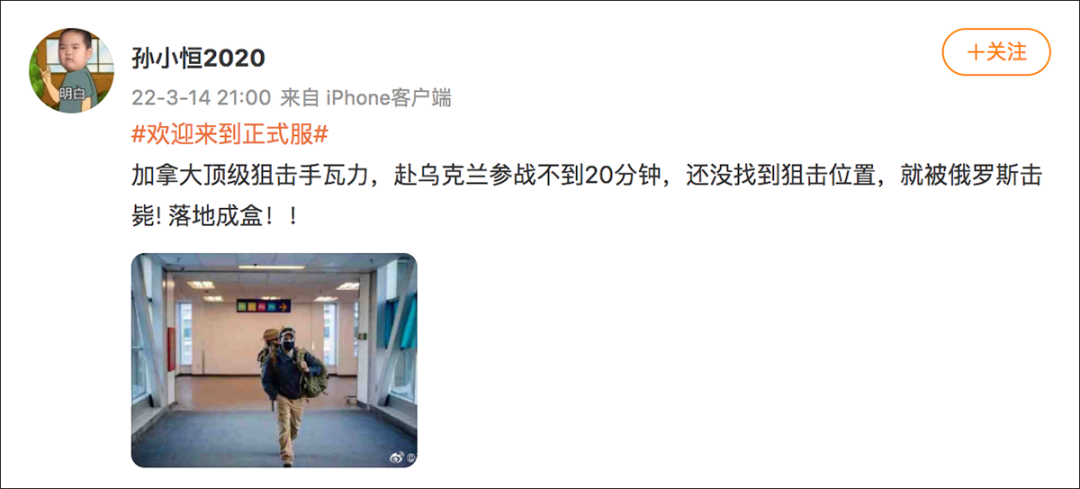 明白
孙小恒2020
+关注
22-3-14 21:00 来自 iPhone客户端
#欢迎来到正式服#
加拿大顶级狙击手瓦力，赴乌克兰参战不到20分钟，还没找到狙击位置，就被俄罗斯击
毙! 落地成盒！！